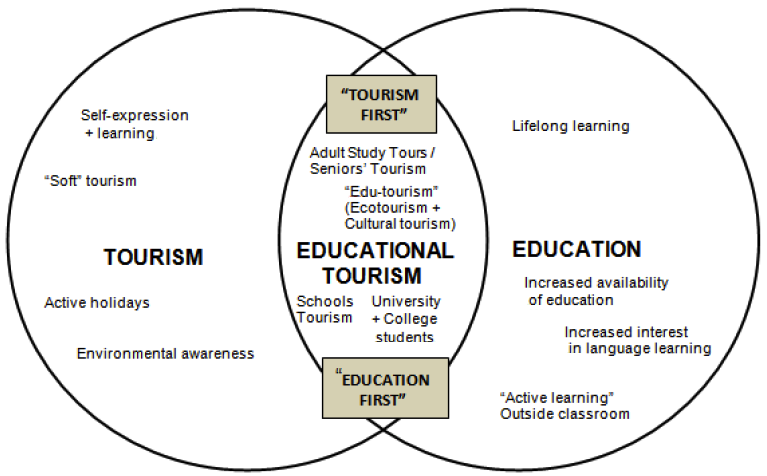 "TOURISM
FIRST"
Self-expression
+ learning
"Soft" tourism
TOURISM
Active holidays
Environmental awareness
Adult Study Tours /
Seniors' Tourism
"Edu-tourism"
(Ecotourism +
Cultural tourism)
EDUCATIONAL
TOURISM
Schools
Tourism
University
+ College
students
"EDUCATION
FIRST"
Lifelong learning
EDUCATION
Increased availability
of education
Increased interest
in language learning
"Active learning"
Outside classroom